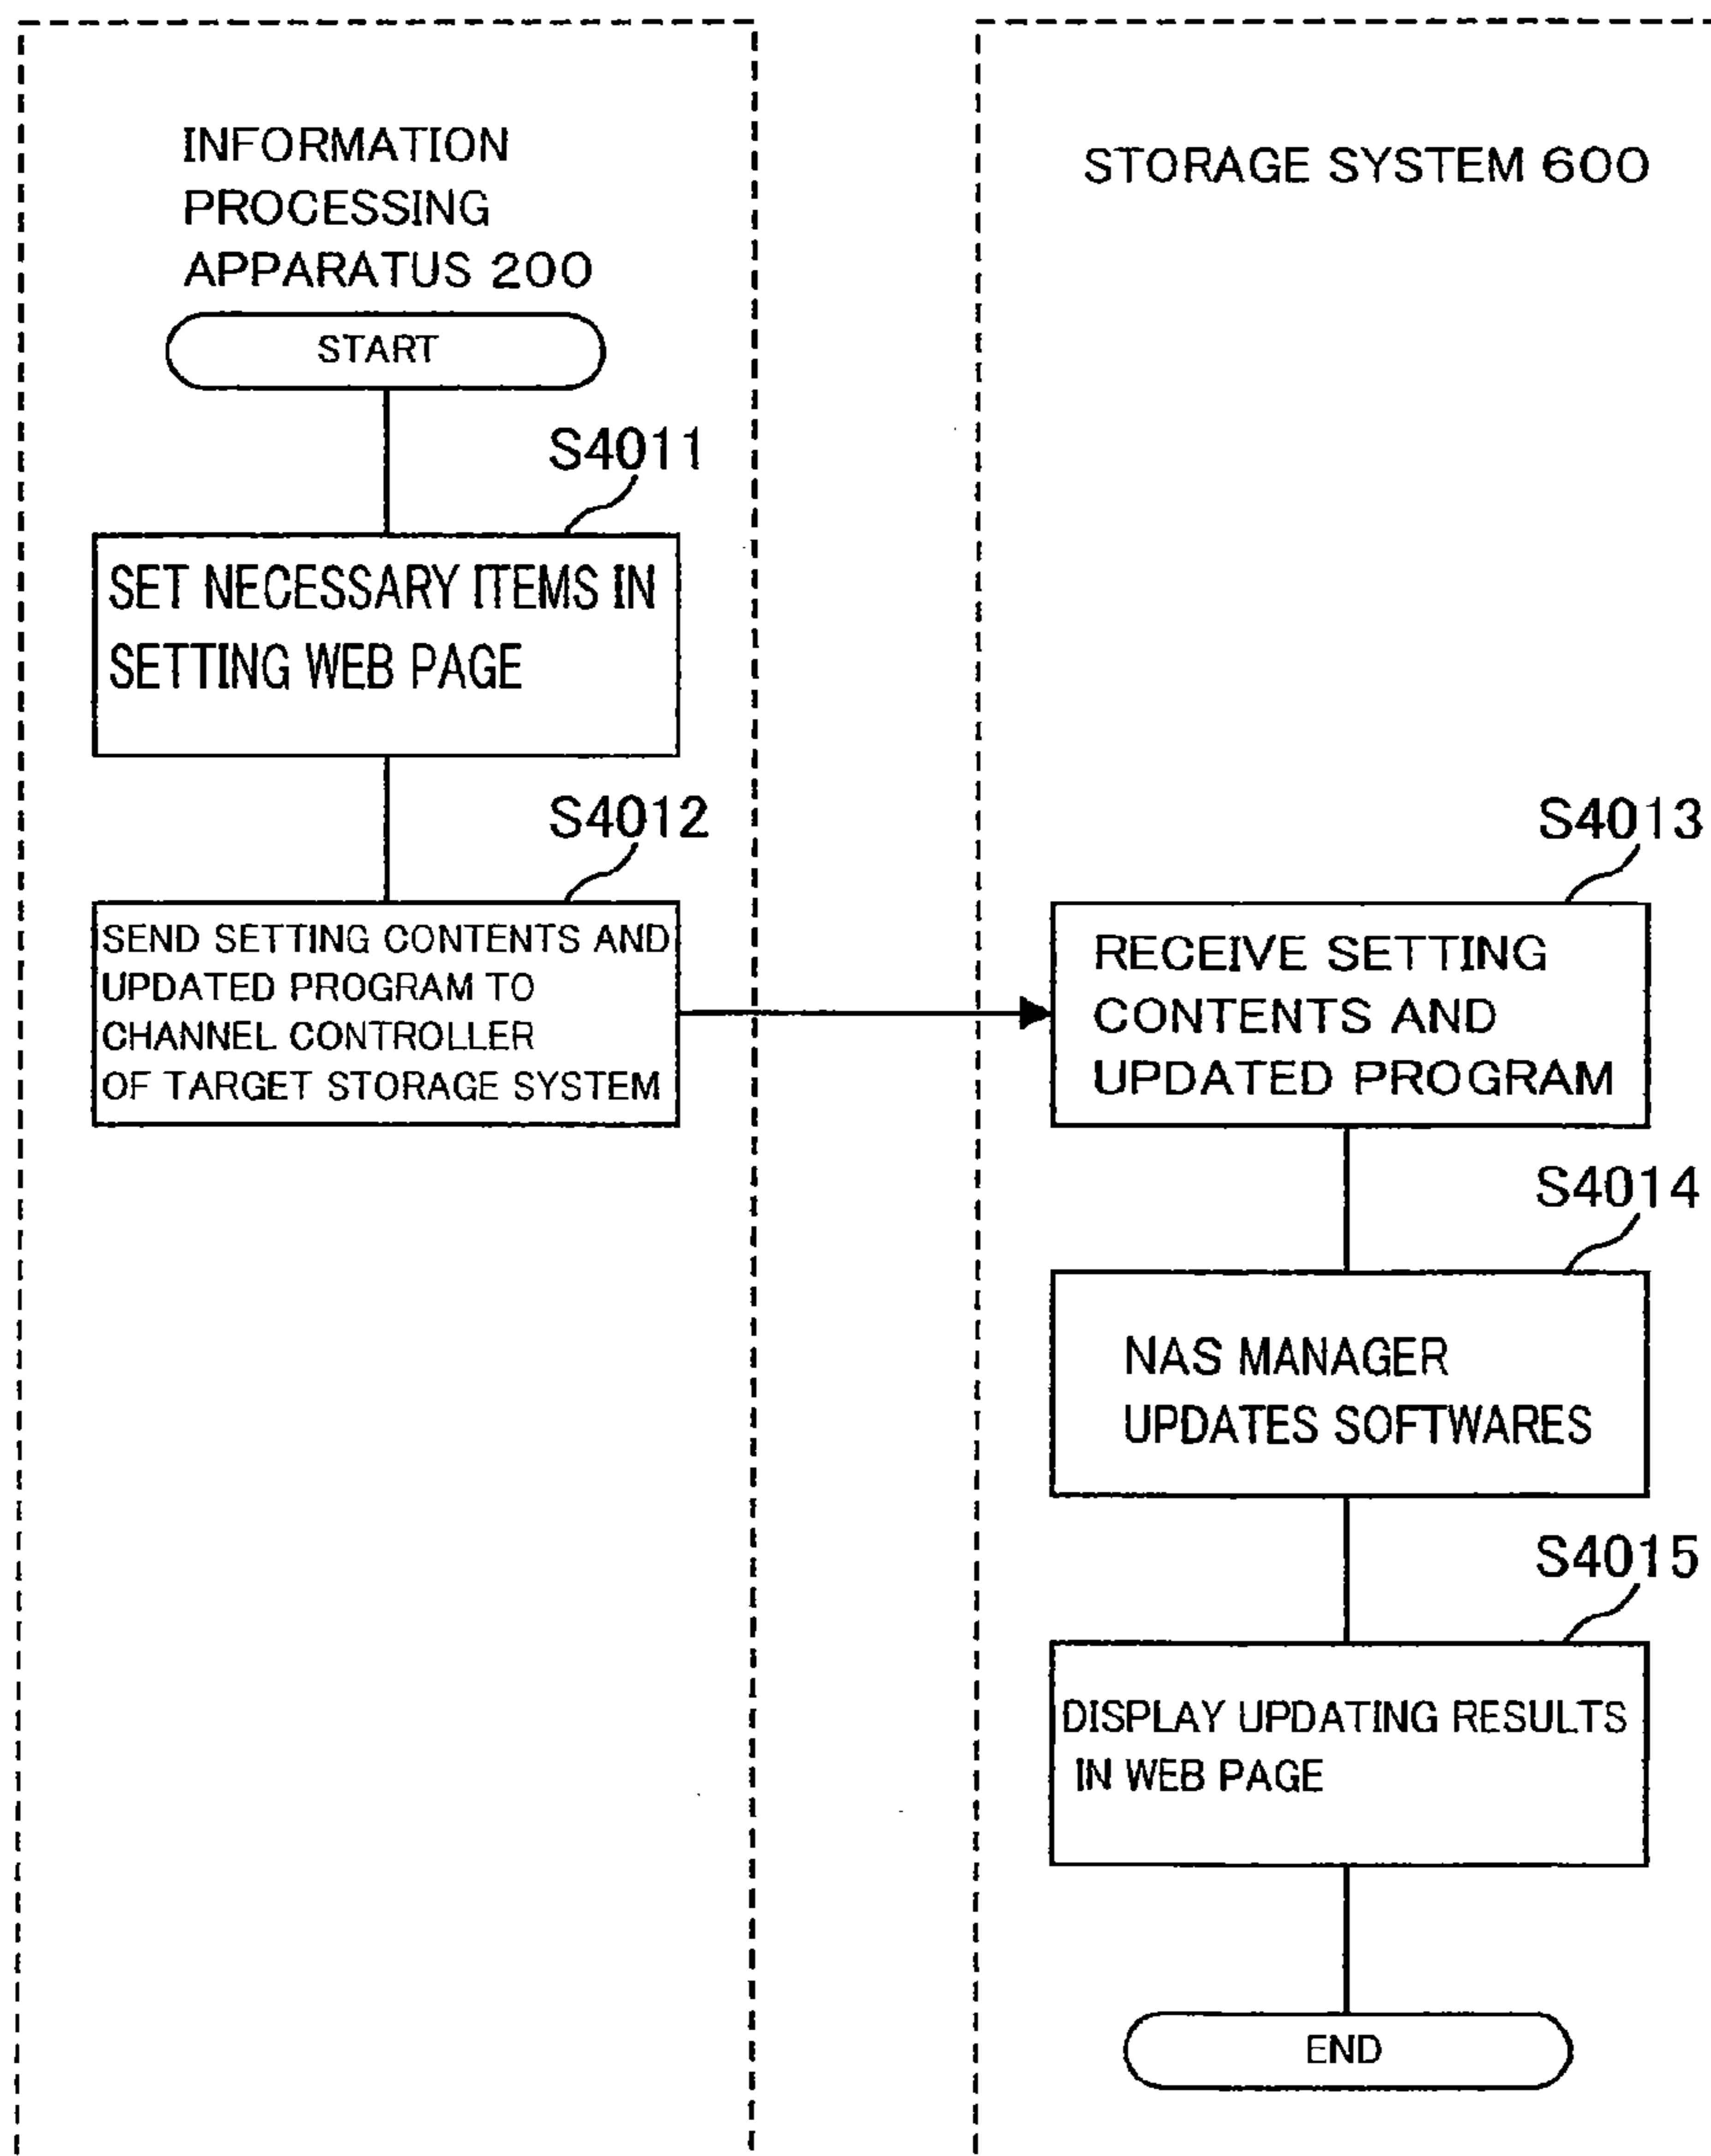 INFORMATION
PROCESSING
APPARATUS 200
START
S4011
SET NECESSARY ITEMS IN
SETTING WEB PAGE
S4012
SEND SETTING CONTENTS AND
UPDATED PROGRAM TO
CHANNEL CONTROLLER
OF TARGET STORAGE SYSTEM
STORAGE SYSTEM 600
S4013
RECEIVE SETTING
CONTENTS AND
UPDATED PROGRAM
S4014
NAS MANAGER
UPDATES SOFTWARES
S4015
DISPLAY UPDATING RESULTS
IN WEB PAGE
END